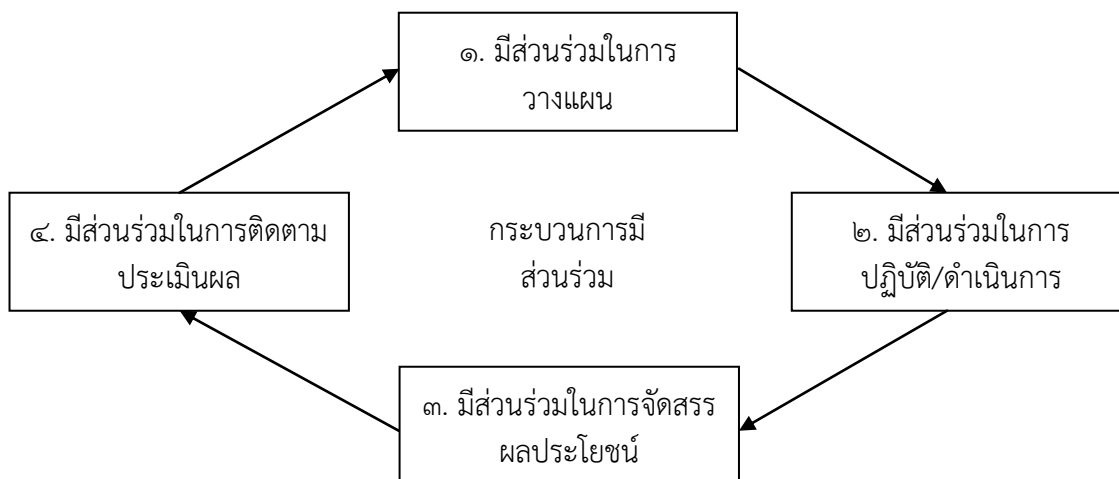 ๑. มีส่วนร่วมในการ
วางแผน
๔. มีส่วนร่วมในการติดตาม
ประเมินผล
กระบวนการมี
ส่วนร่วม
๒. มีส่วนร่วมในการ
ปฏิบัติ/ดำเนินการ
๓. มีส่วนร่วมในการจัดสรร
ผลประโยชน์